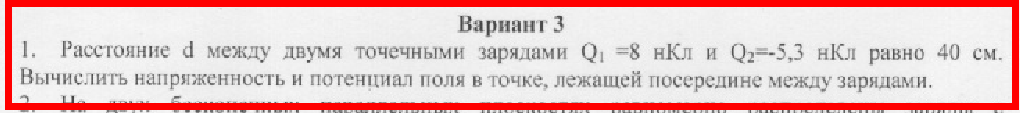 Вариант 3
1. Расстояние d между двумя точечными зарядами Q₁ =8 нКл и Q₂=-5,3 нКл равно 40 см.
Вычислить напряженность и потенциал поля в точке, лежащей посередине между зарядами.